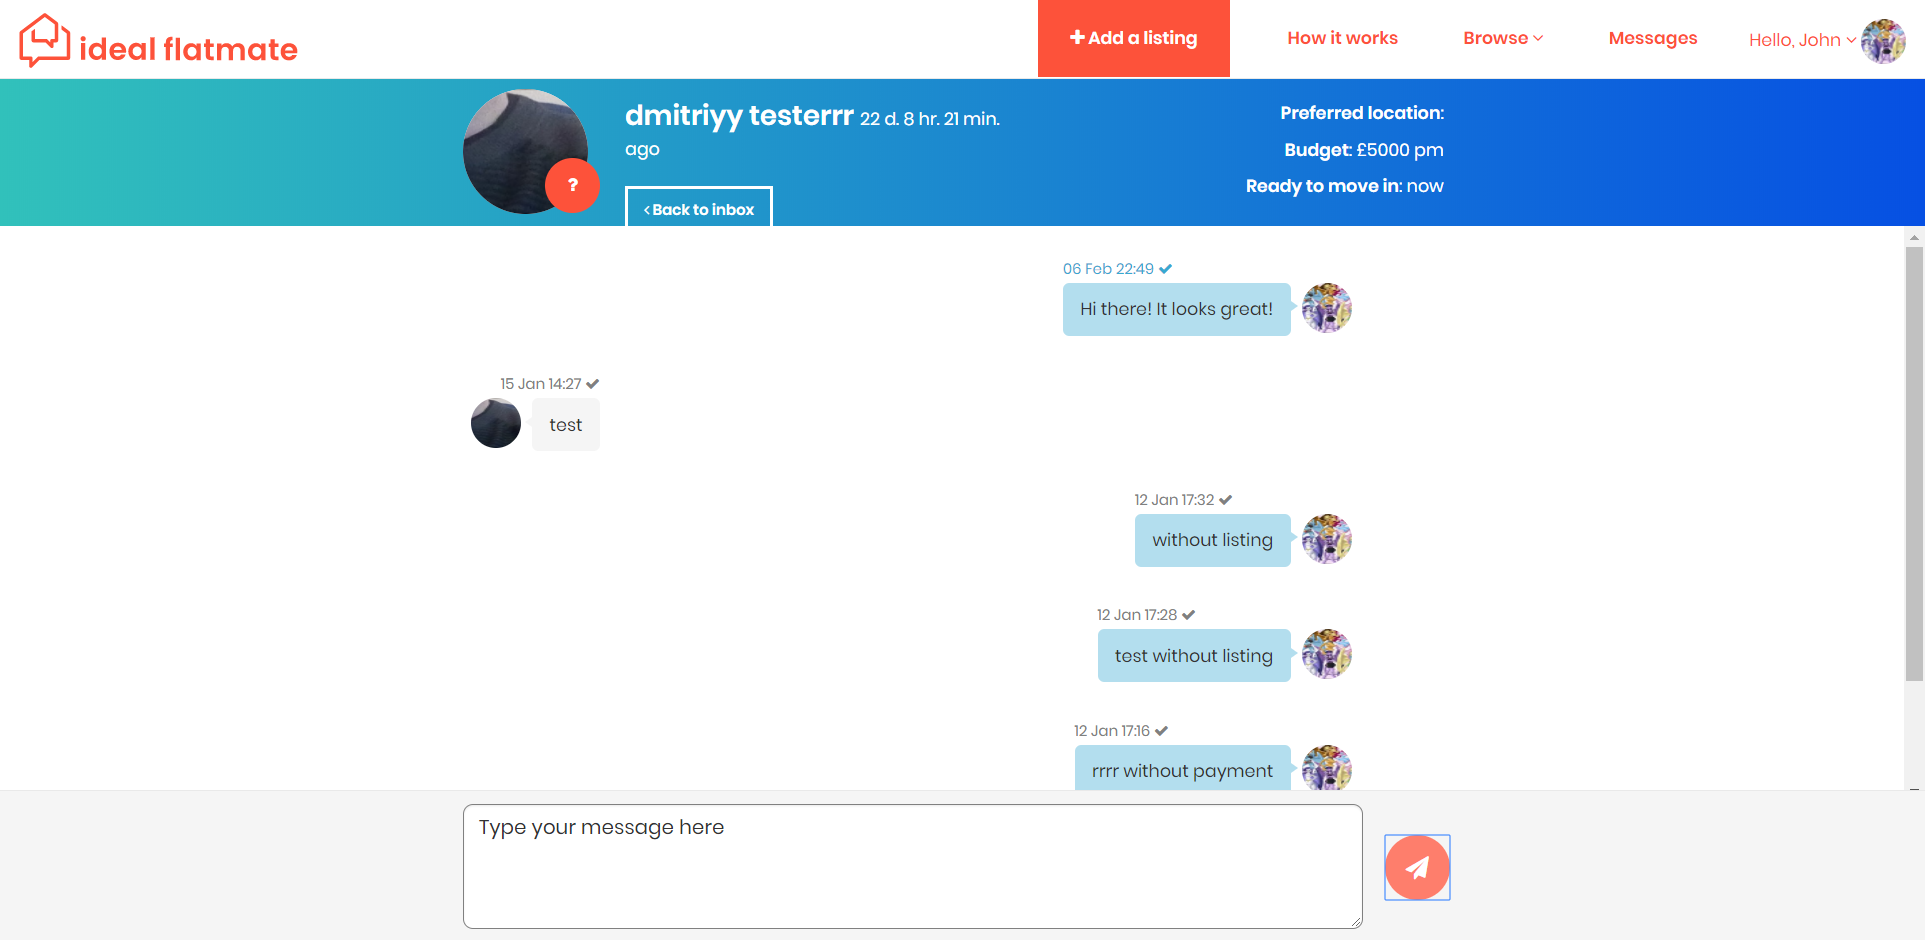 ideal flatmate
Add a listing
How it works
Browse
Messages
Hello, John
dmitriyy testerrr 22 d. 8 hr. 21 min.
ago
?
Back to inbox
Preferred location:
Budget: £5000 pm
Ready to move in: now
06 Feb 22:49
Hi there! It looks great!
15 Jan 14:27
test
12 Jan 17:32
without listing
12 Jan 17:28
test without listing
12 Jan 17:16
rrrr without payment
Type your message here